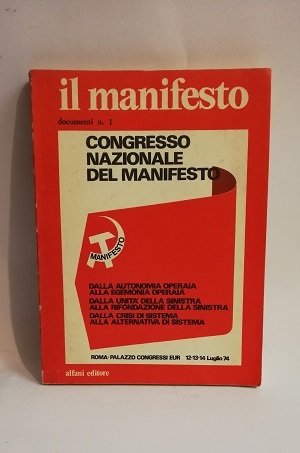 il manifesto
documenti n. 1
CONGRESSO
NAZIONALE
DEL MANIFESTO
MANIFESTO
DALLA AUTONOMIA OPERAIA
ALLA EGEMONIA OPERAIA
DALLA UNITA' DELLA SINISTRA
ALLA RIFONDAZIONE DELLA SINISTRA
DALLA CRISI DI SISTEMA
ALLA ALTERNATIVA DI SISTEMA
ROMA-PALAZZO CONGRESSI EUR 12-13-14 Luglio 74
alfani editore